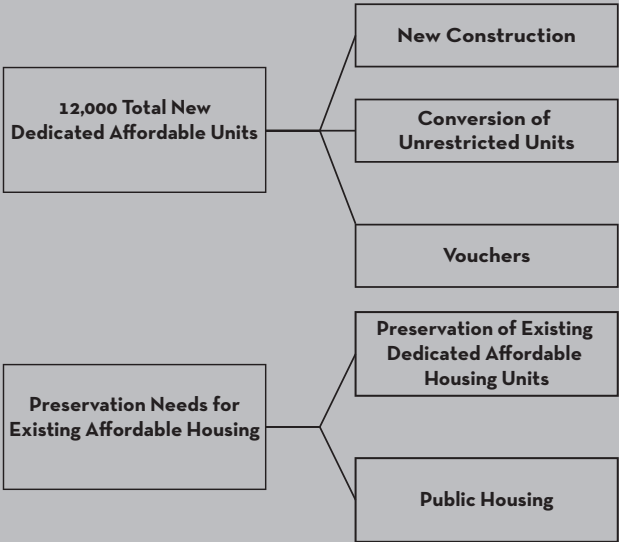 12,000 Total New
Dedicated Affordable Units
New Construction
Conversion of
Unrestricted Units
Vouchers
Preservation Needs for
Existing Affordable Housing
Preservation of Existing
Dedicated Affordable
Housing Units
Public Housing